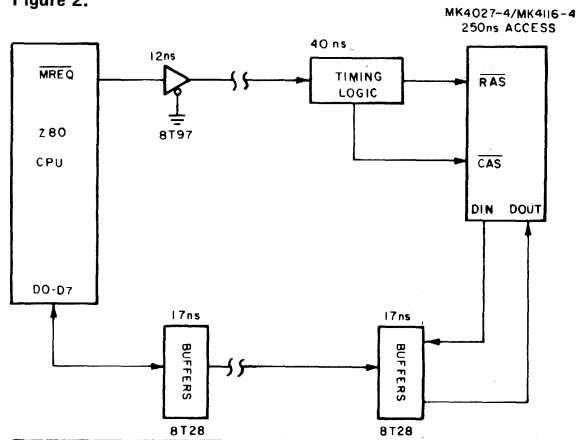 Figure 2.
MK4027-4/MK4116-4
250ns ACCESS
12ns
40 ns
MREQ
8T97
TIMING
LOGIC
RAS
Z80
CPU
CAS
DIN DOUT
DO-D7
17ns
17ns
BUFFERS
BUFFERS
8T28
8T28